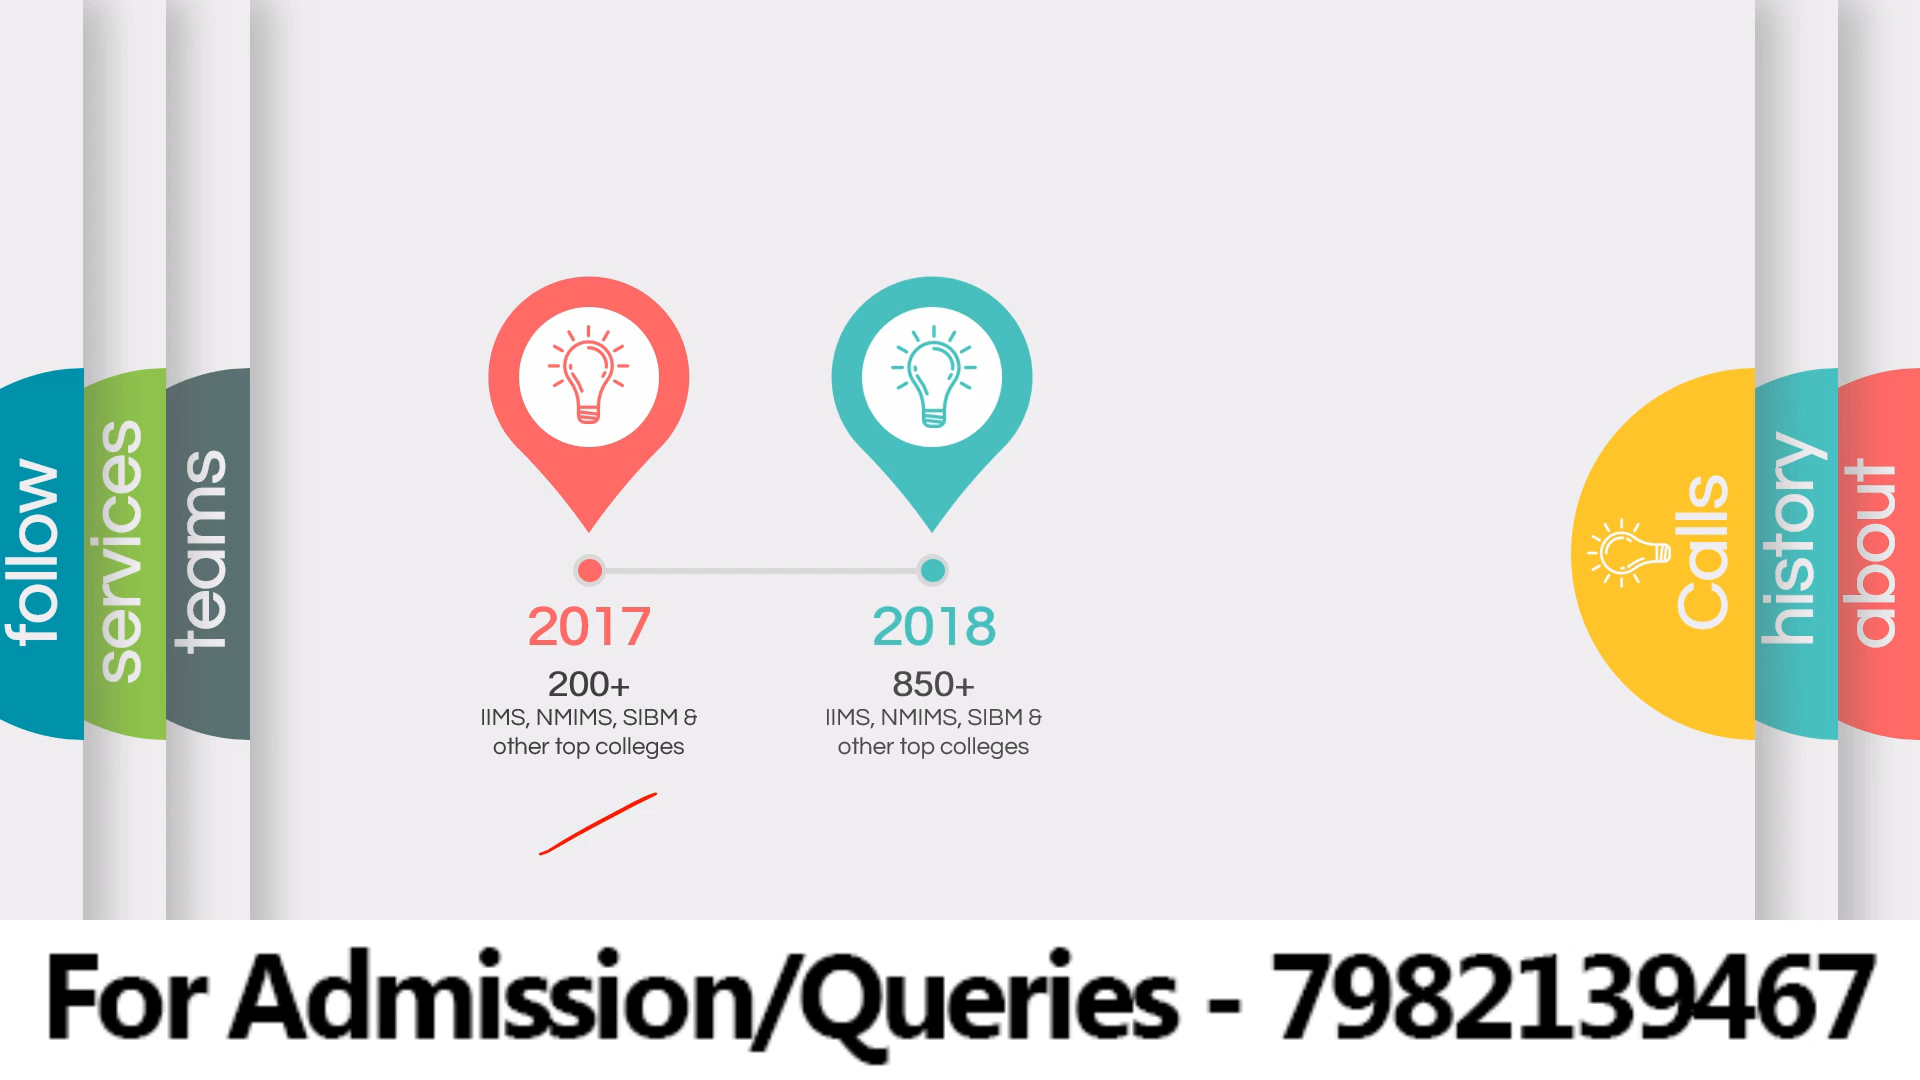 follow
services
teams
2017
200+
IIMS, NMIMS, SIBM &
other top colleges
2018
850+
IIMS, NMIMS, SIBM &
other top colleges
Calls
history
about
For Admission/Queries - 7982139467